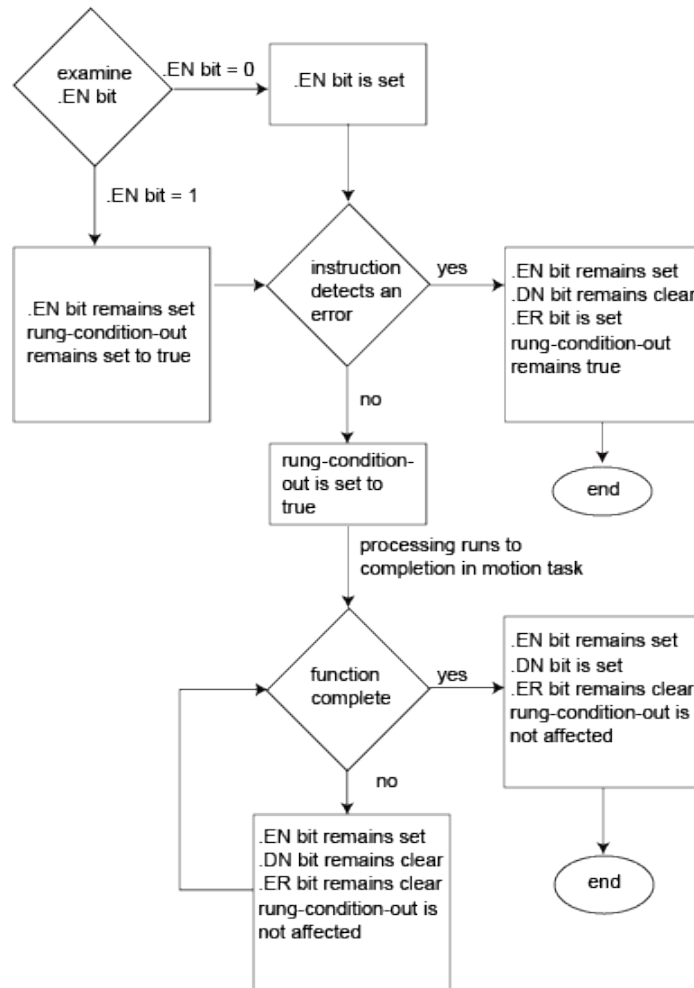 examine
.EN bit
.EN bit = 0
.EN bit is set
.EN bit = 1
.EN bit remains set
rung-condition-out
remains set to true
instruction
detects an
error
yes
.EN bit remains set
.DN bit remains clear
.ER bit is set
rung-condition-out
remains true
end
no
rung-condition-
out is set to
true
processing runs to
completion in motion task
function
complete
yes
.EN bit remains set
.DN bit is set
.ER bit remains clear
rung-condition-out is
not affected
end
no
.EN bit remains set
.DN bit remains clear
.ER bit remains clear
rung-condition-out is
not affected